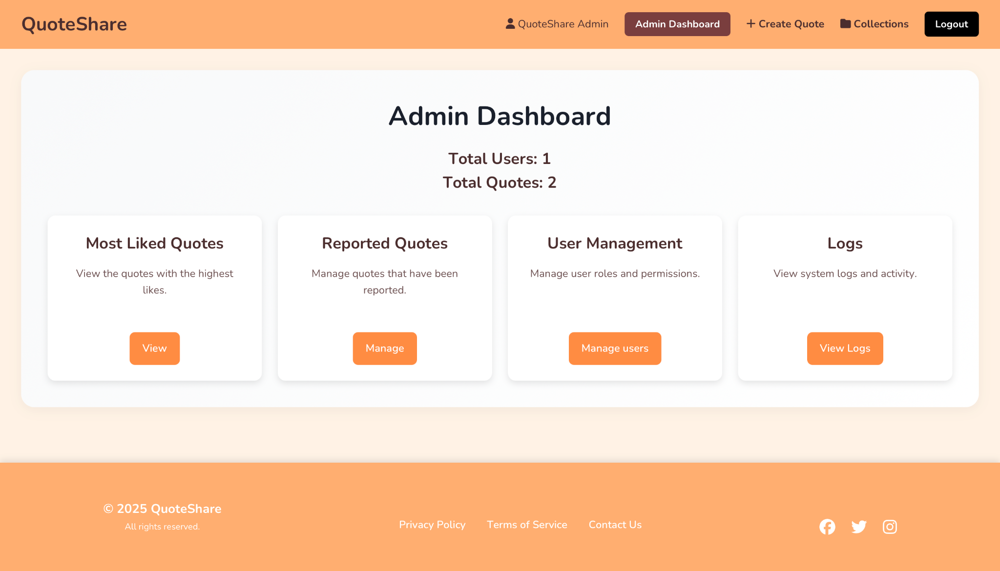 QuoteShare
QuoteShare Admin
Admin Dashboard
Create Quote
Collections
Logout
Admin Dashboard
Total Users: 1
Total Quotes: 2
Most Liked Quotes
View the quotes with the highest
likes.
View
Reported Quotes
Manage quotes that have been
reported.
Manage
User Management
Manage user roles and permissions.
Manage users
Logs
View system logs and activity.
View Logs
© 2025 QuoteShare
All rights reserved.
Privacy Policy
Terms of Service
Contact Us